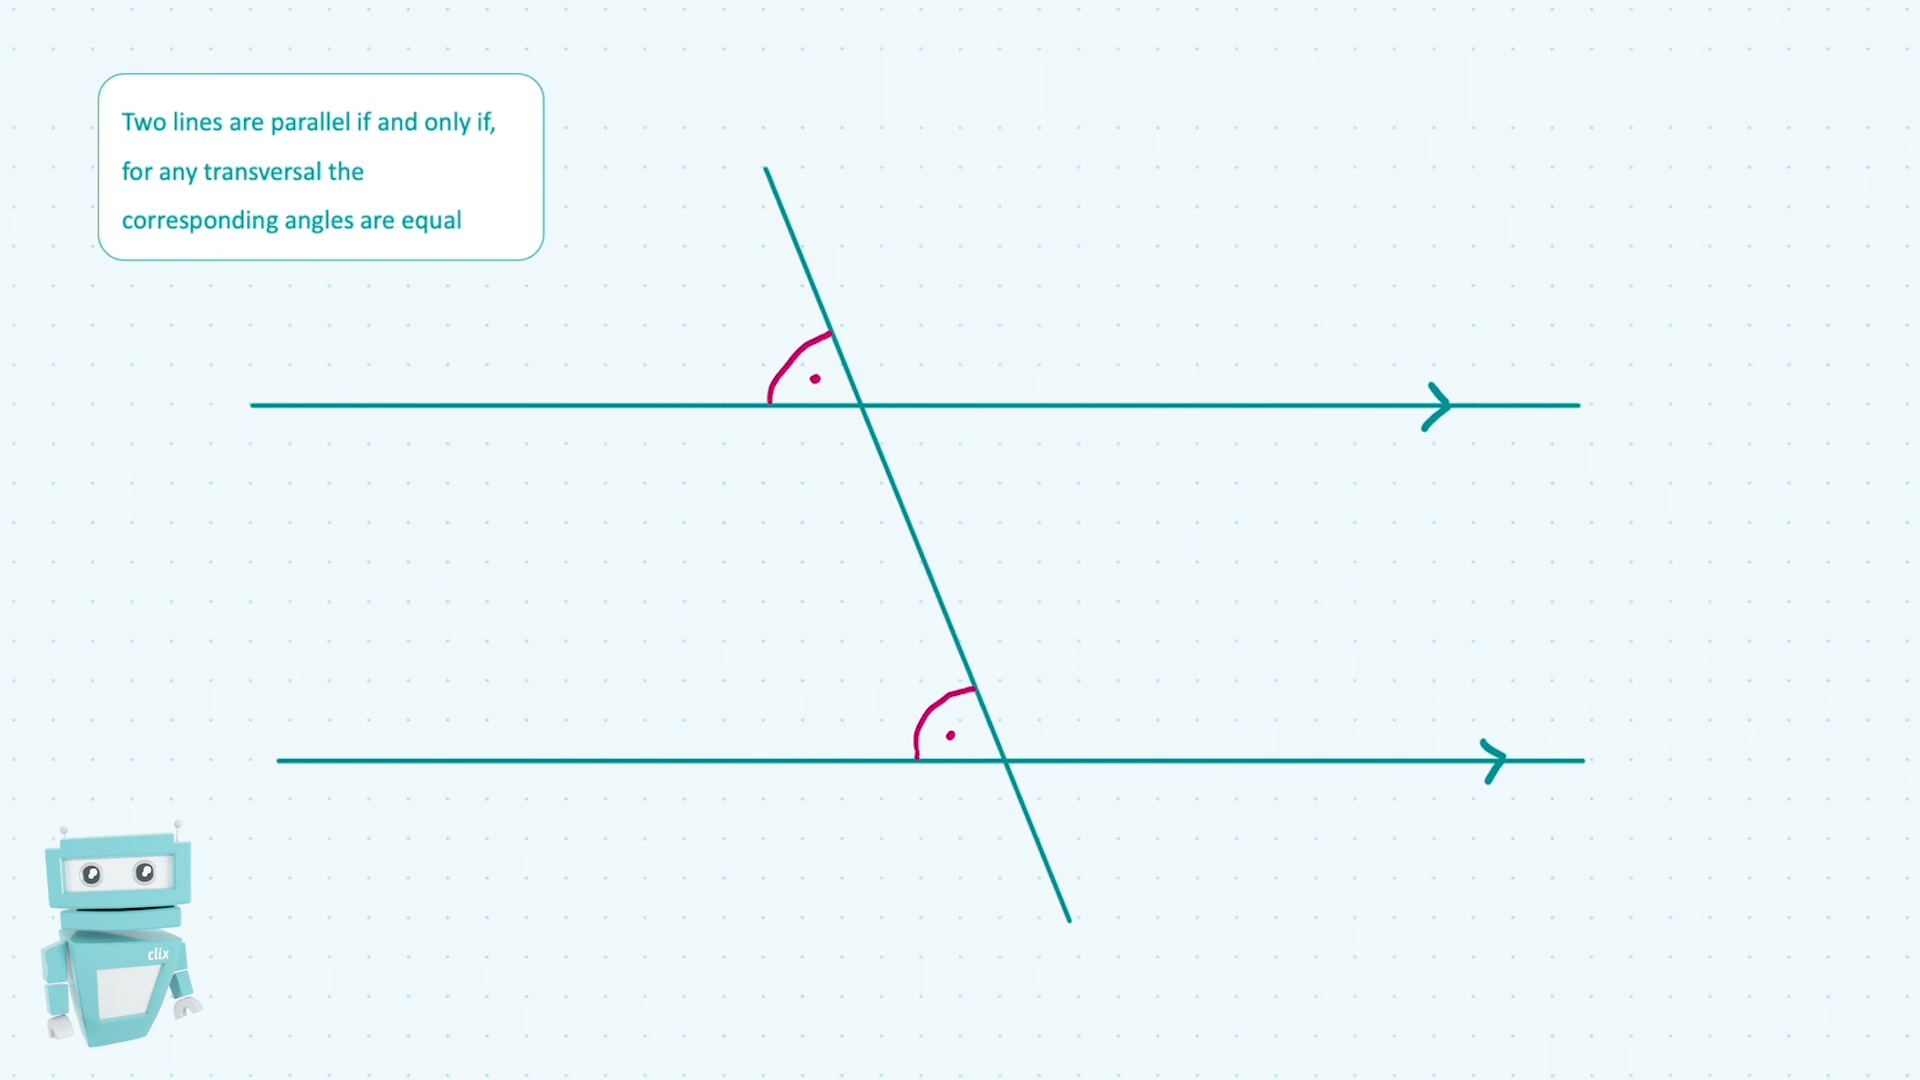 Two lines are parallel if and only if,
for any transversal the
corresponding angles are equal
clix